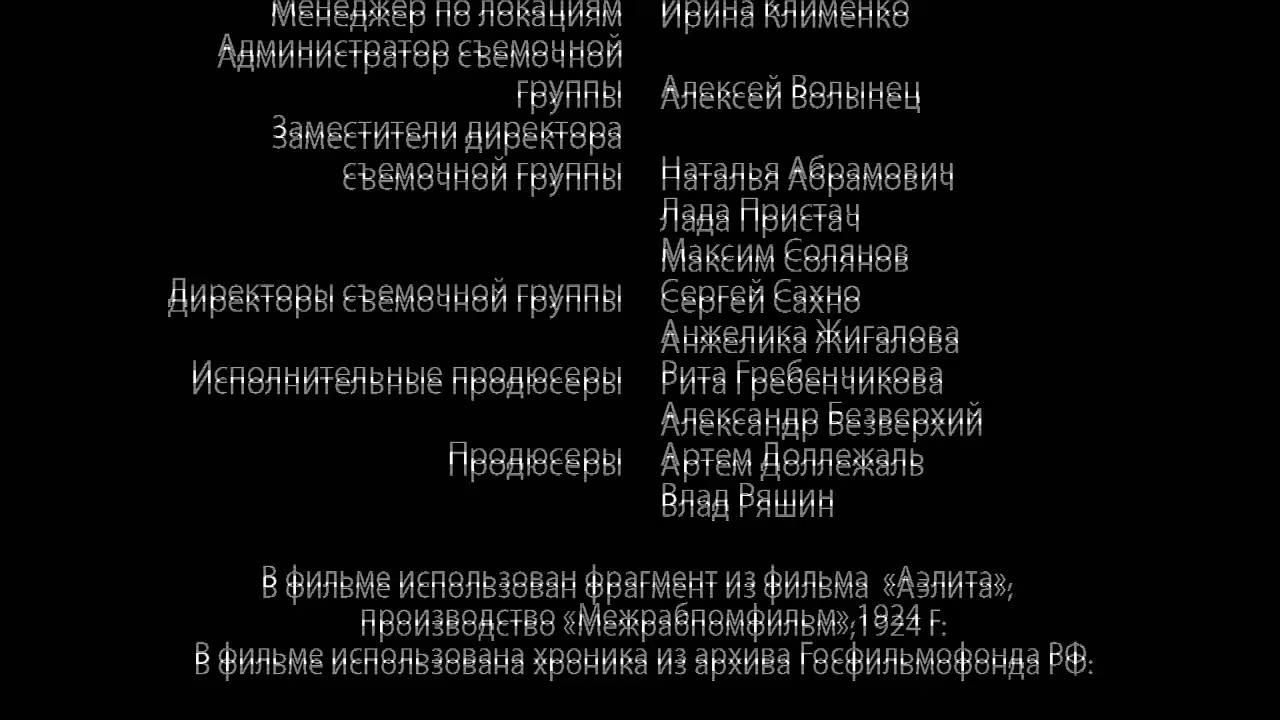 Менеджер по локациям Ирина Клименко
Администратор съемочной
группы Алексей Волынец
Заместители директора
съемочной группы Наталья Абрамович
Лада Пристач
Максим Солянов
Директоры съемочной группы Сергей Сахно
Анжелика Жигалова
Исполнительные продюсеры Рита Гребенчикова
Александр Безверхий
Продюсеры Артем Доллежаль
Влад Ряшин
В фильме использован фрагмент из фильма «Аэлита»,
производство «Межрабпомфильм»,1924 г.
В фильме использована хроника из архива Госфильмофонда РФ.